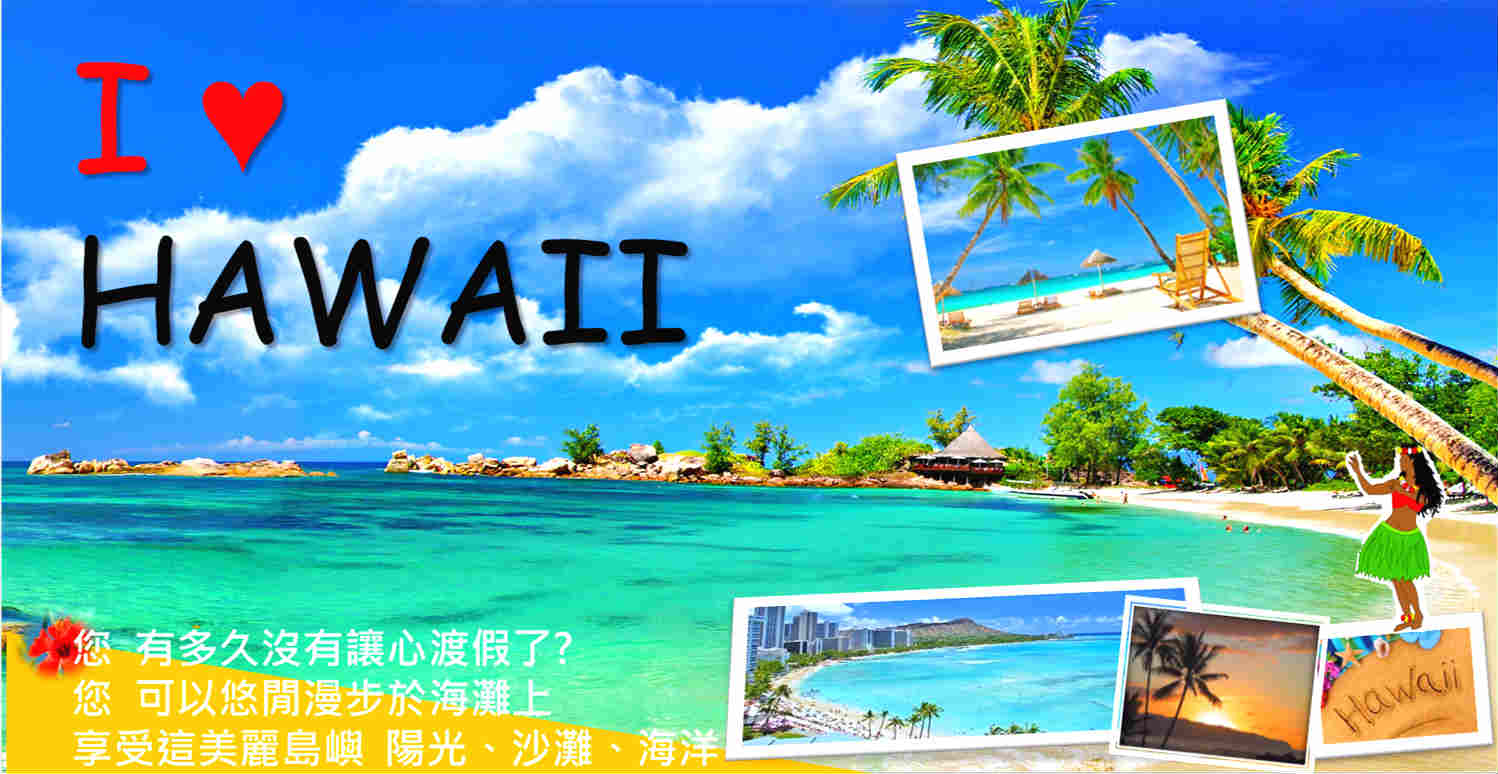 I ♥
HAWAII
您 有多久沒有讓心渡假了?
您 可以悠閒漫步於海灘上
享受這美麗島嶼 陽光、沙灘、海洋
Hawaii